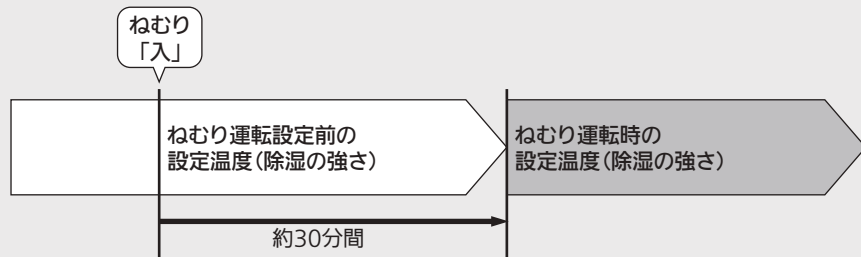 ねむり
「入」
ねむり運転設定前の
設定温度(除湿の強さ)
ねむり運転時の
設定温度(除湿の強さ)
約30分間